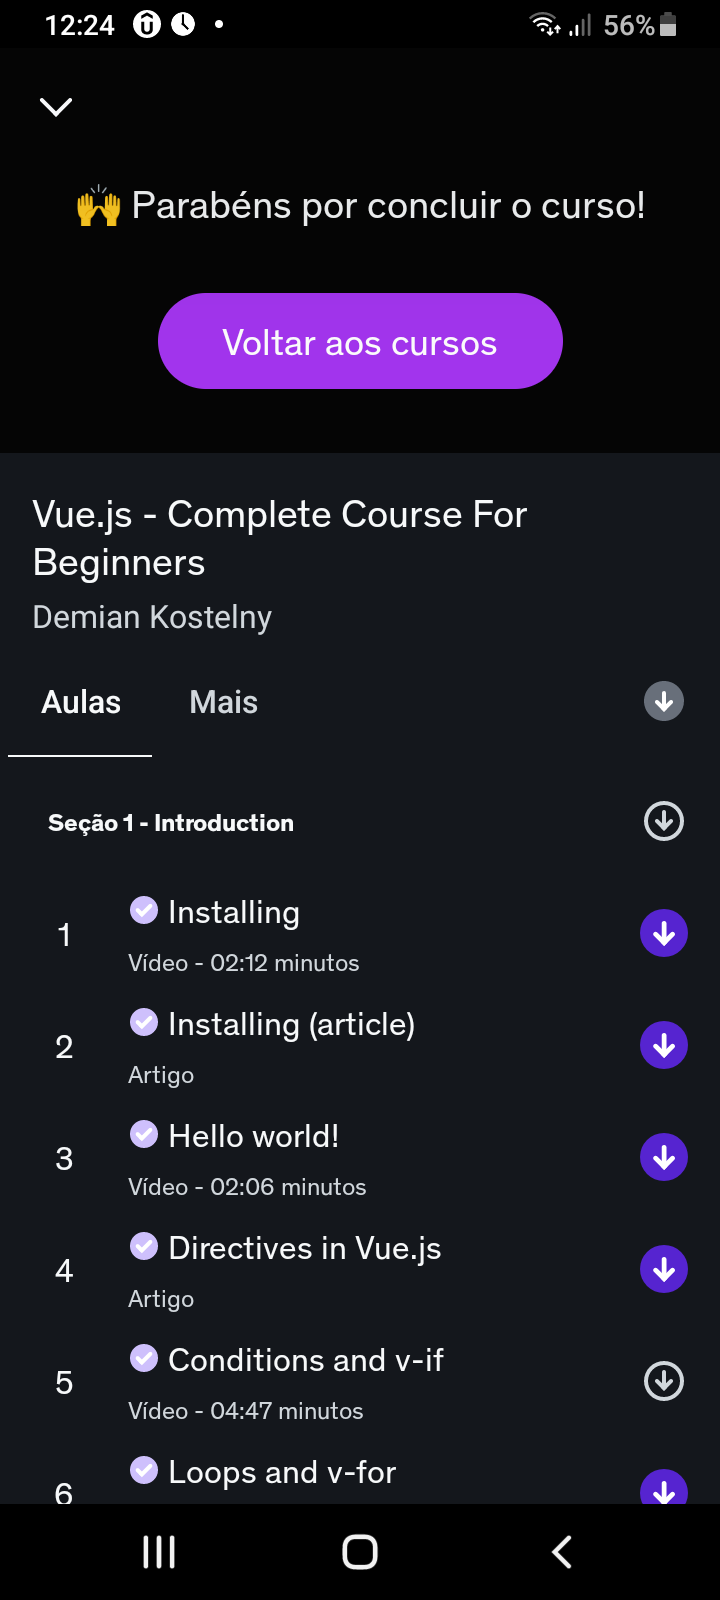 12:24
56%
Parabéns por concluir o curso!
Voltar aos cursos
Vue.js - Complete Course For
Beginners
Demian Kostelny
Aulas
Mais
Seção 1 - Introduction
1
Installing
Vídeo - 02:12 minutos
2
Installing (article)
Artigo
3
Hello world!
Vídeo - 02:06 minutos
4
Directives in Vue.js
Artigo
5
Conditions and v-if
Vídeo - 04:47 minutos
6
Loops and v-for